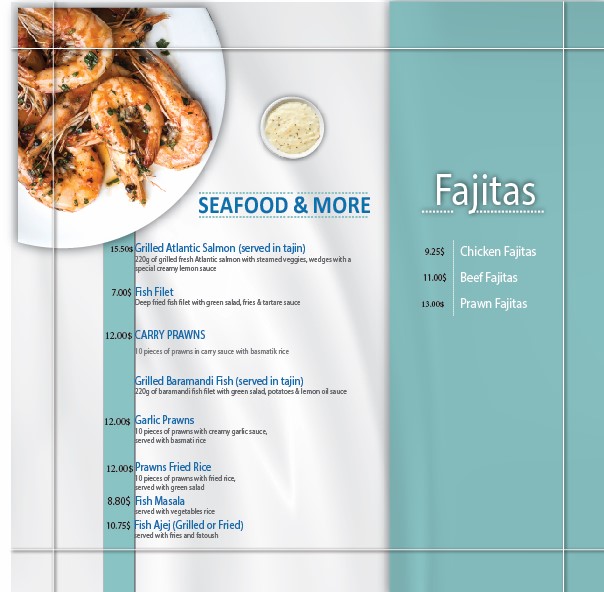 SEAFOOD & MORE
15.50$ Grilled Atlantic Salmon (served in tajin)
220g of grilled fresh Atlantic salmon with steamed veggies, wedges with a
special creamy lemon sauce
7.00$ Fish Filet
Deep fried fish filet with green salad, fries & tartare sauce
12.00$ CARRY PRAWNS
10 pieces of prawns in carry sauce with basmatik rice
Grilled Baramandi Fish (served in tajin)
220g of baramandi fish filet with green salad, potatoes & lemon oil sauce
12.00$ Garlic Prawns
10 pieces of prawns with creamy garlic sauce,
served with basmati rice
12.00$ Prawns Fried Rice
10 pieces of prawns with fried rice,
served with green salad
8.80$ Fish Masala
served with vegetables rice
10.75$ Fish Ajej (Grilled or Fried)
served with fries and fatoush
Fajitas
9.25$ Chicken Fajitas
11.00$ Beef Fajitas
13.00$ Prawn Fajitas